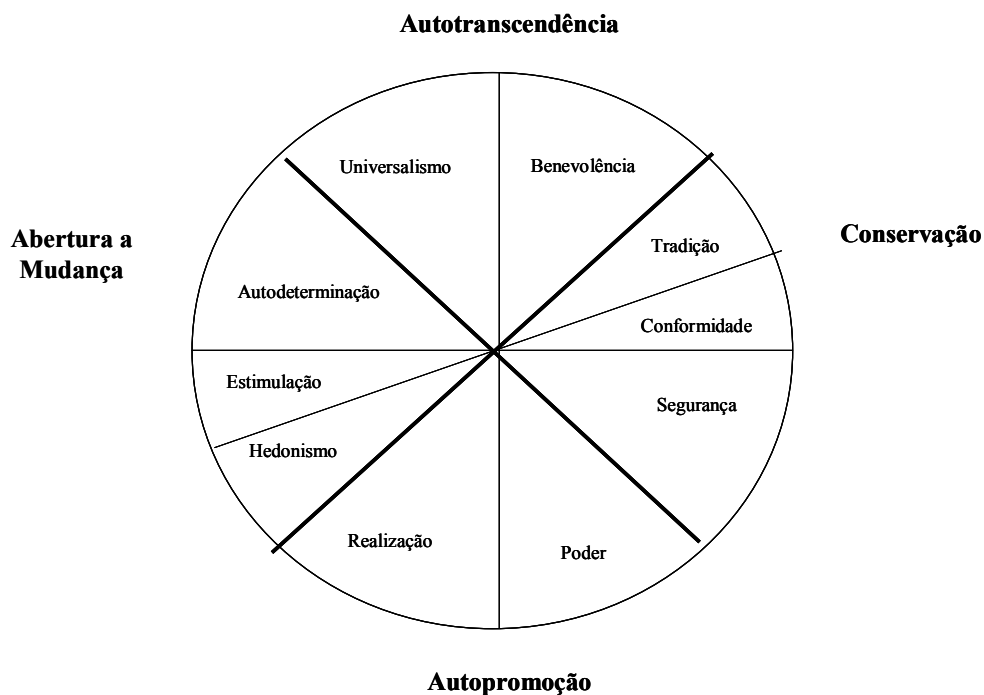 Autotranscendência
Universalismo
Benevolência
Abertura a
Mudança
Conservação
Tradição
Autodeterminação
Conformidade
Estimulação
Segurança
Hedonismo
Realização
Poder
Autopromoção